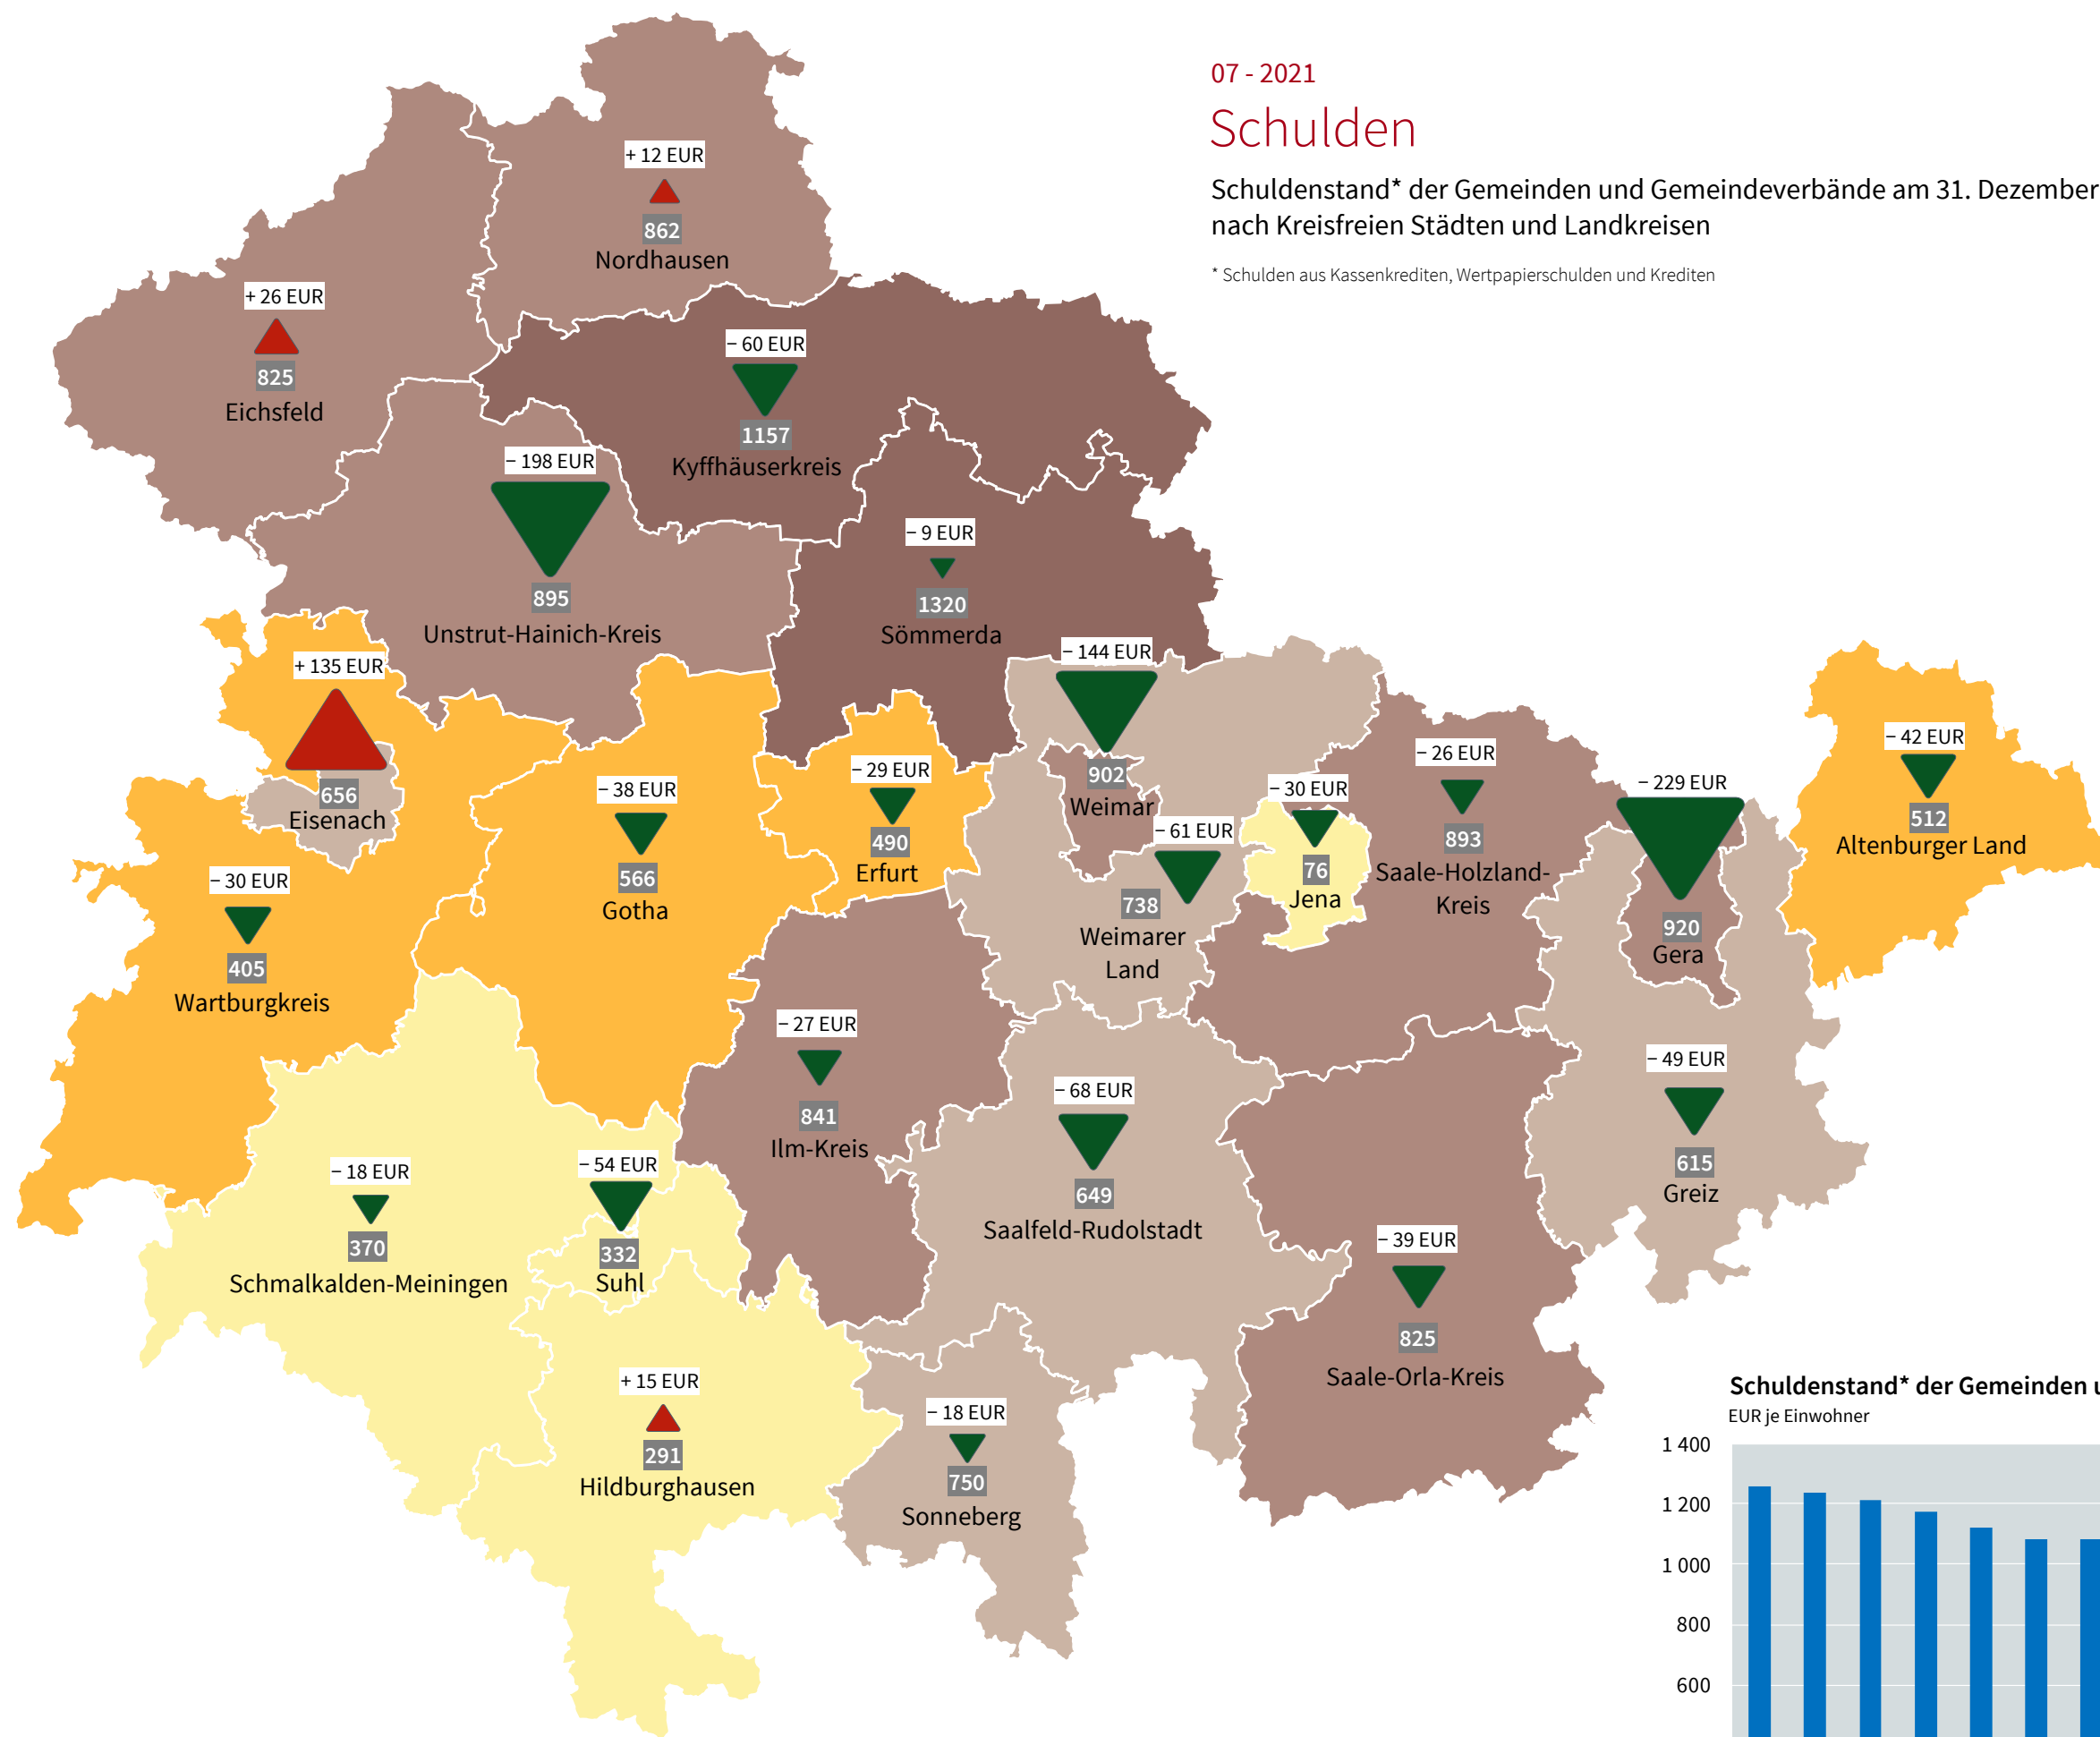 07 - 2021
Schulden
Schuldenstand* der Gemeinden und Gemeindeverbände am 31. Dezember
nach Kreisfreien Städten und Landkreisen
* Schulden aus Kassenkrediten, Wertpapierschulden und Krediten
+ 12 EUR
862
Nordhausen
+ 26 EUR
825
Eichsfeld
− 60 EUR
1157
Kyffhäuserkreis
− 198 EUR
895
Unstrut-Hainich-Kreis
− 9 EUR
1320
Sömmerda
+ 135 EUR
656
Eisenach
− 144 EUR
902
Weimar
− 61 EUR
738
Weimarer
Land
− 38 EUR
566
Gotha
− 29 EUR
490
Erfurt
− 30 EUR
76
Jena
− 26 EUR
893
Saale-Holzland-
Kreis
− 229 EUR
920
Gera
− 42 EUR
512
Altenburger Land
− 30 EUR
405
Wartburgkreis
− 27 EUR
841
Ilm-Kreis
− 68 EUR
649
Saalfeld-Rudolstadt
− 49 EUR
615
Greiz
− 18 EUR
370
Schmalkalden-Meiningen
− 54 EUR
332
Suhl
− 39 EUR
825
Saale-Orla-Kreis
+ 15 EUR
291
Hildburghausen
− 18 EUR
750
Sonneberg
Schuldenstand* der Gemeinden
EUR je Einwohner
1 400
1 200
1 000
800
600